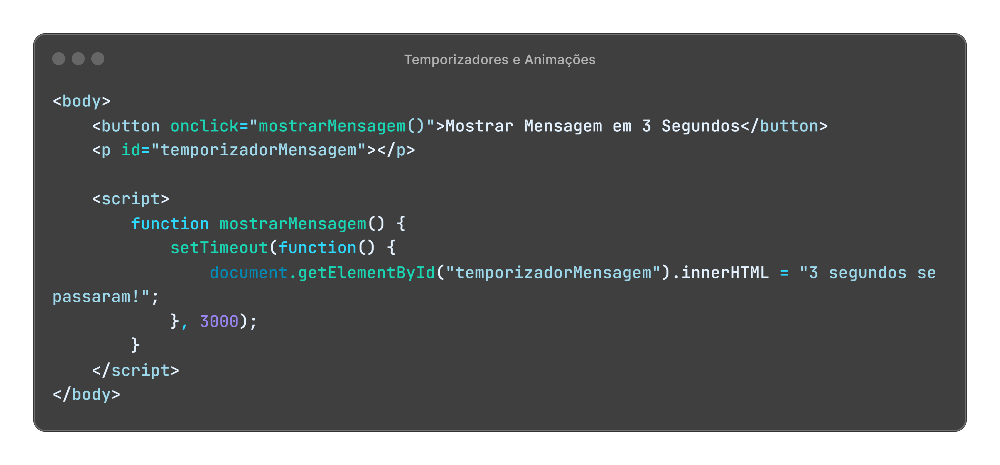 Temporizadores e Animações
<body>
    <button onclick="mostrarMensagem()">Mostrar Mensagem em 3 Segundos</button>
    <p id="temporizadorMensagem"></p>
    <script>
        function mostrarMensagem() {
            setTimeout(function() {
                document.getElementById("temporizadorMensagem").innerHTML = "3 segundos se
passaram!";
            }, 3000);
        }
    </script>
</body>